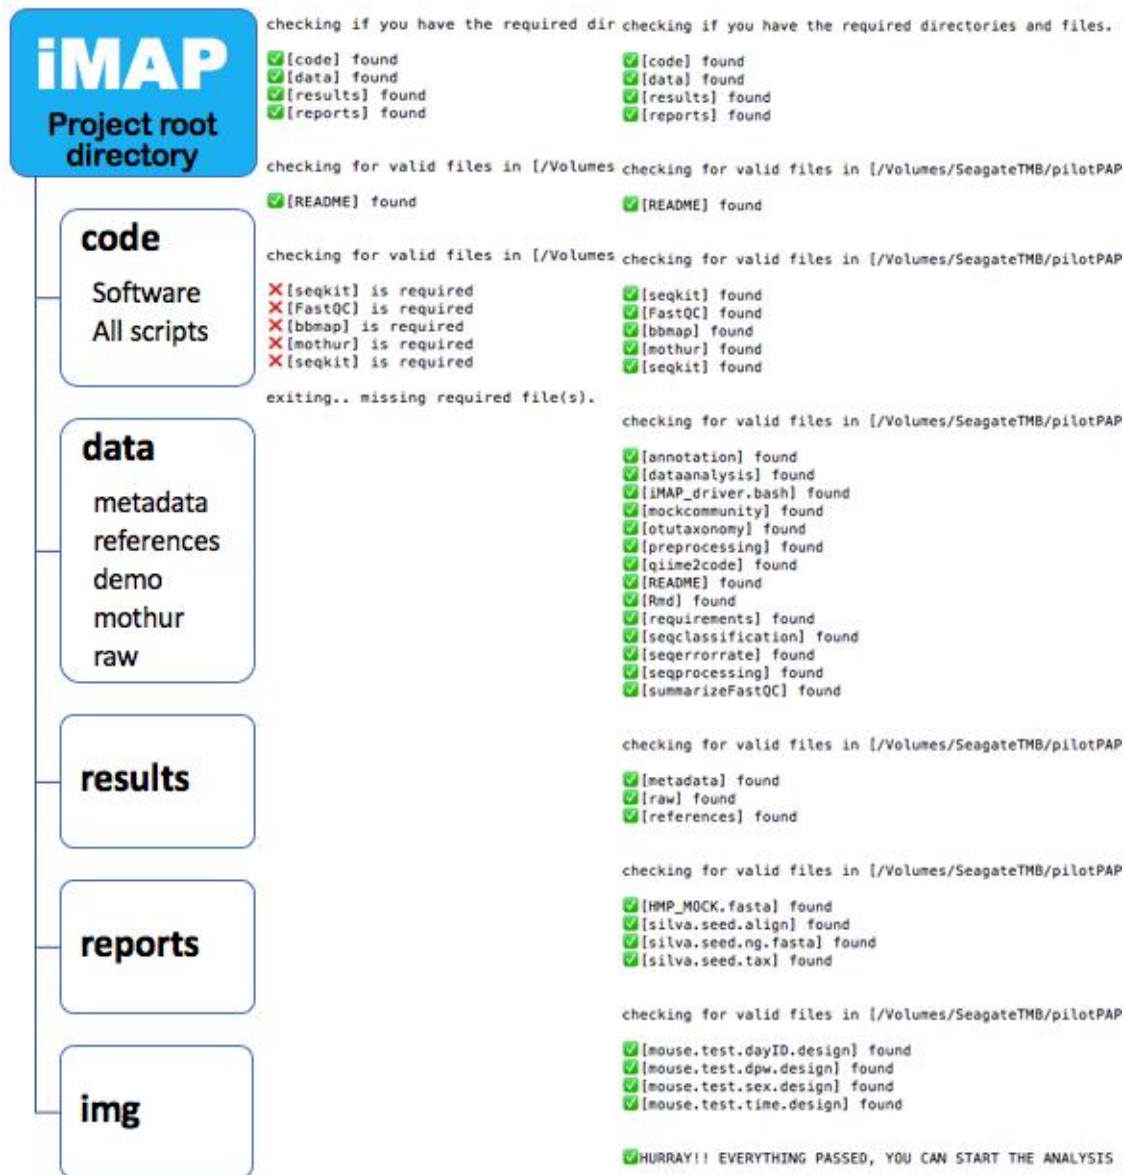 iMAP
Project root
directory
code
Software
All scripts
data
metadata
references
demo
mothur
raw
results
reports
img
checking if you have the required dir
[code] found
[data] found
[results] found
[reports] found
checking for valid files in [/Volumes
[README] found
checking for valid files in [/Volumes
[seqkit] is required
[FastQC] is required
[bbmap] is required
[mothur] is required
[seqkit] is required
exiting.. missing required file(s).
checking if you have the required directories and files.
[code] found
[data] found
[results] found
[reports] found
checking for valid files in [/Volumes/SeagateTMB/pilotPAP
[README] found
checking for valid files in [/Volumes/SeagateTMB/pilotPAP
[seqkit] found
[FastQC] found
[bbmap] found
[mothur] found
[seqkit] found
checking for valid files in [/Volumes/SeagateTMB/pilotPAP
[annotation] found
[dataanalysis] found
[iMAP_driver.bash] found
[mockcommunity] found
[otutaxonomy] found
[preprocessing] found
[qiime2code] found
[README] found
[Rmd] found
[requirements] found
[seqclassification] found
[seqerrorrate] found
[seqprocessing] found
[summarizeFastQC] found
checking for valid files in [/Volumes/SeagateTMB/pilotPAP
[metadata] found
[raw] found
[references] found
checking for valid files in [/Volumes/SeagateTMB/pilotPAP
[HMP_MOCK.fasta] found
[silva.seed.align] found
[silva.seed.ng.fasta] found
[silva.seed.tax] found
checking for valid files in [/Volumes/SeagateTMB/pilotPAP
[mouse.test.dayID.design] found
[mouse.test.dpw.design] found
[mouse.test.sex.design] found
[mouse.test.time.design] found
HURRAY!! EVERYTHING PASSED, YOU CAN START THE ANALYSIS